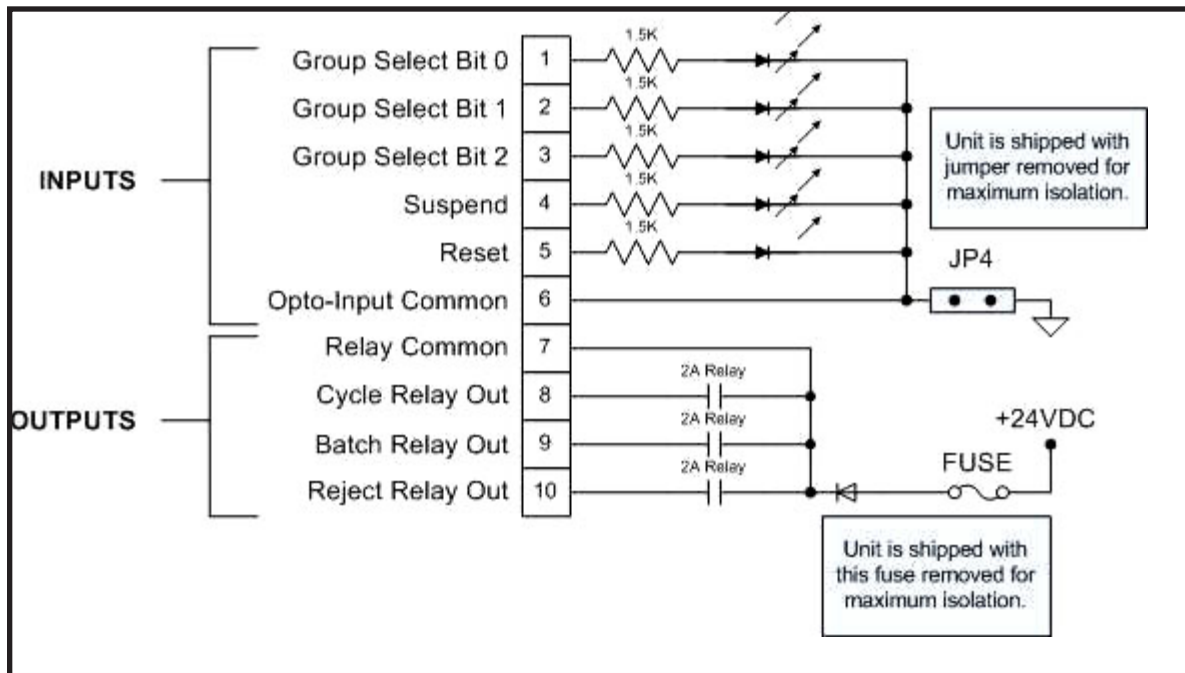 INPUTS
Group Select Bit 0 1 1.5K
Group Select Bit 1 2 1.5K
Group Select Bit 2 3 1.5K
Suspend 4 1.5K
Reset 5 1.5K
Opto-Input Common 6
Unit is shipped with
jumper removed for
maximum isolation.
JP4
OUTPUTS
Relay Common 7
Cycle Relay Out 8 2A Relay
Batch Relay Out 9 2A Relay
Reject Relay Out 10 2A Relay
+24VDC
FUSE
Unit is shipped with
this fuse removed for
maximum isolation.